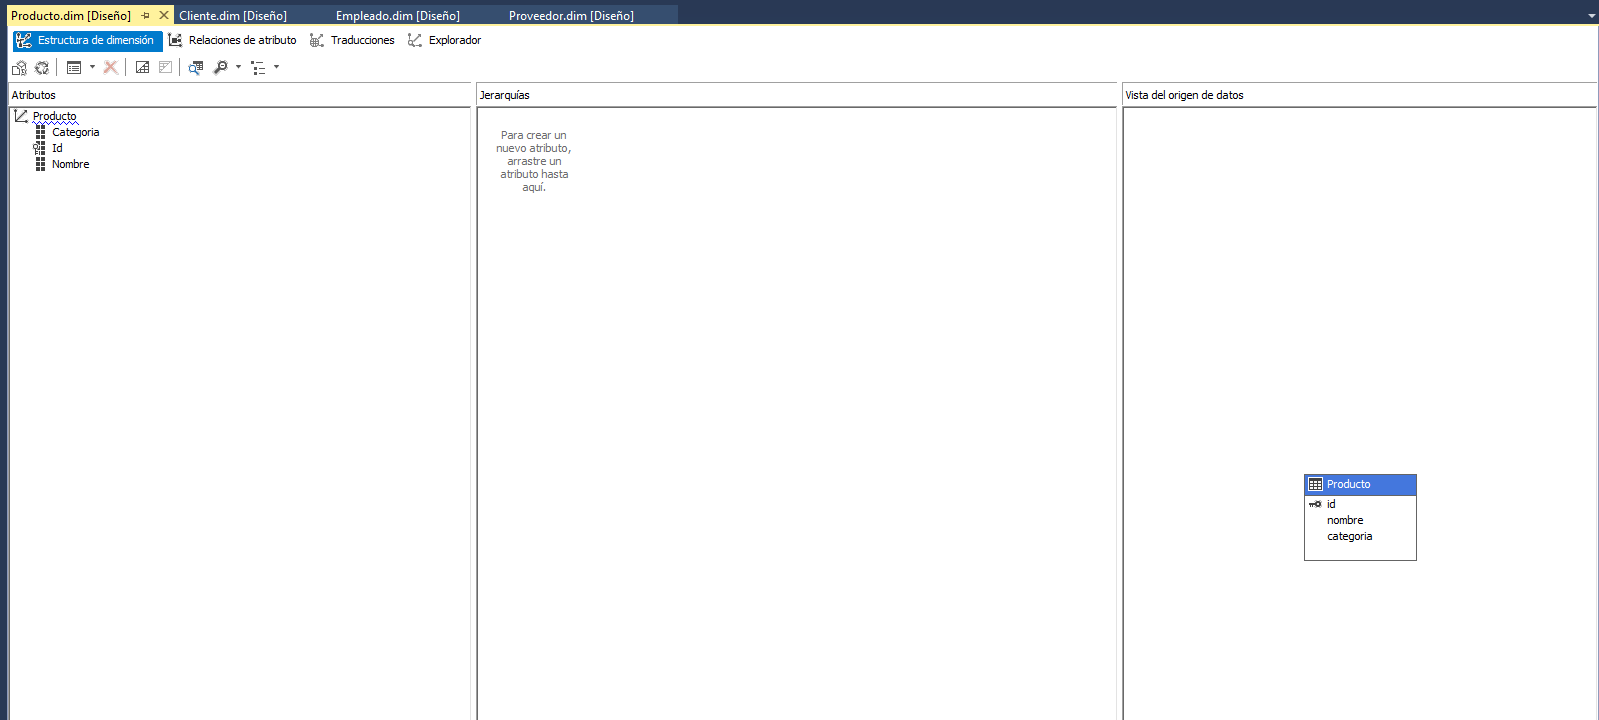 Producto.dim [Diseño]
Cliente.dim [Diseño]
Empleado.dim [Diseño]
Proveedor.dim [Diseño]
Estructura de dimensión
Relaciones de atributo
Traducciones
Explorador
Atributos
Producto
Categoria
Id
Nombre
Jerarquías
Para crear un
nuevo atributo,
arrastre un
atributo hasta
aquí.
Vista del origen de datos
Producto
id
nombre
categoria